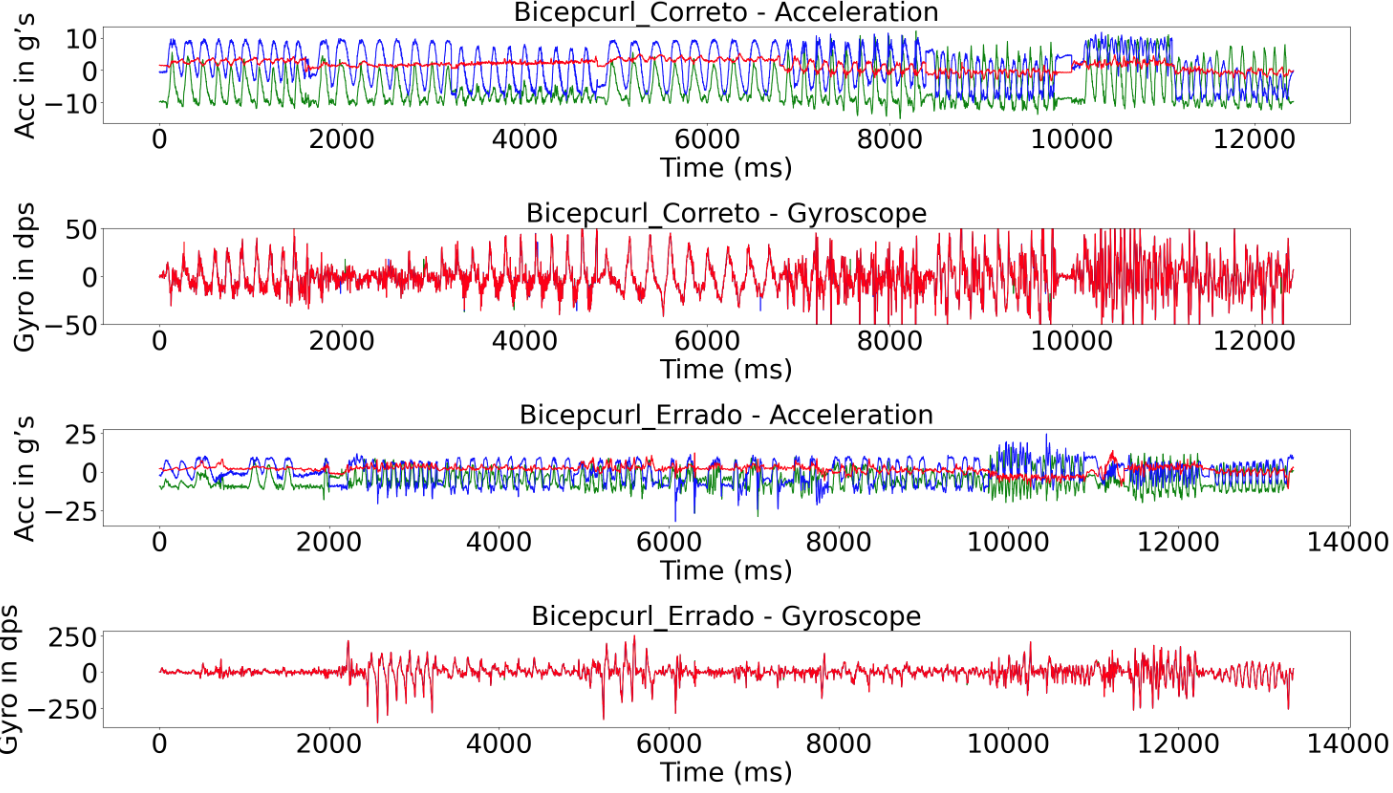 Bicepcurl_Correto - Acceleration
Acc in g's
10
0
−10
0 2000 4000 6000 8000 10000 12000
Time (ms)
Bicepcurl_Correto - Gyroscope
Gyro in dps
50
0
−50
0 2000 4000 6000 8000 10000 12000
Time (ms)
Bicepcurl_Errado - Acceleration
Acc in g's
25
0
−25
0 2000 4000 6000 8000 10000 12000 14000
Time (ms)
Bicepcurl_Errado - Gyroscope
Gyro in dps
250
0
−250
0 2000 4000 6000 8000 10000 12000 14000
Time (ms)